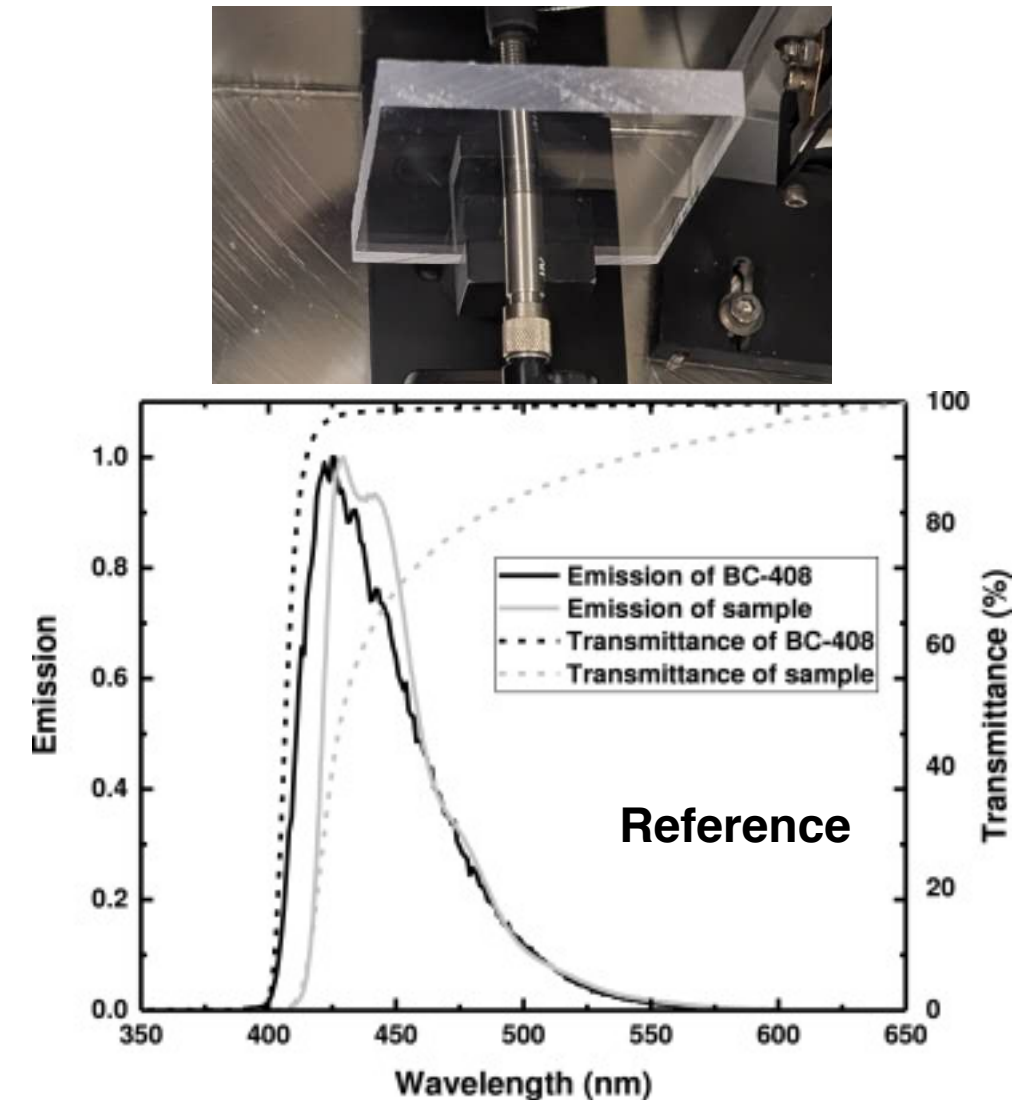 100
1.0
80
0.8
Emission of BC-408
Emission of sample
Transmittance of BC-408
Transmittance of sample
60
0.6
Emission
Transmittance (%)
40
0.4
Reference
20
0.2
0.0
0
350
400
450
500
550
600
650
Wavelength (nm)